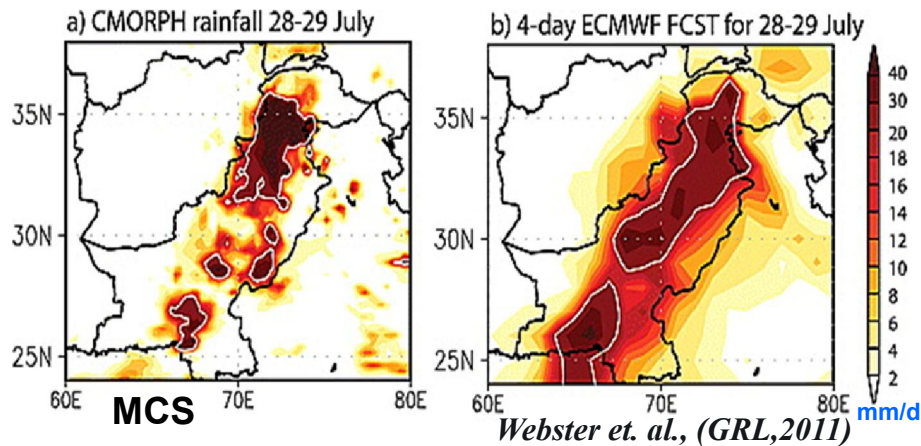 a) CMORPH rainfall 28-29 July
b) 4-day ECMWF FCST for 28-29 July
35N
30N
25N
60E
70E
80E
35N
30N
25N
60E
70E
80E
40
30
20
18
16
14
12
10
8
6
4
2
mm/d
MCS
Webster et. al., (GRL,2011)